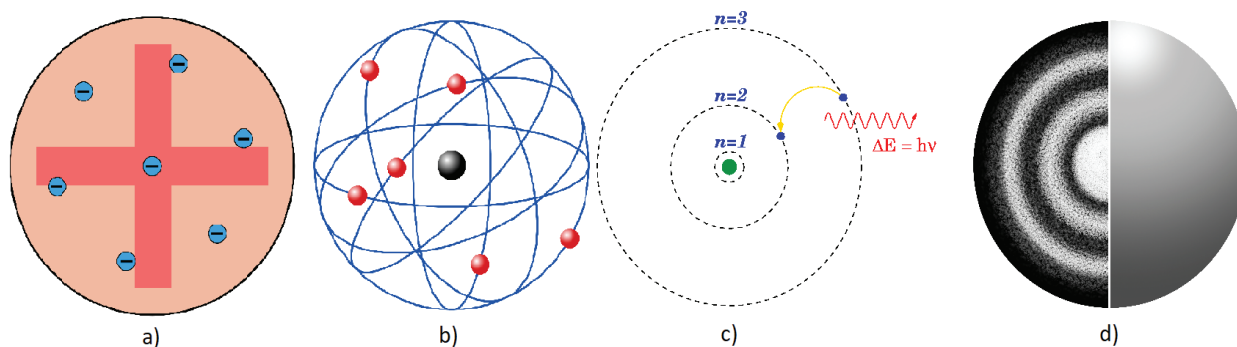 n=3
n=2
n=1
ΔE = hν
a)
b)
c)
d)